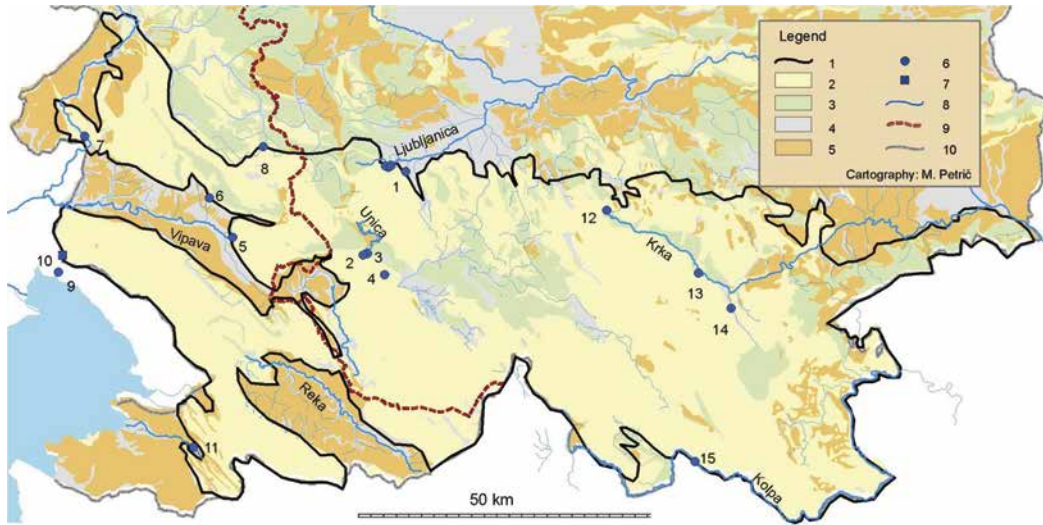 Legend
1 6
2 7
3 8
4 9
5 10
Cartography: M. Petrič
Ljubljanica
7
8
1
6
12
Unica
5
Vipava
2
3
Krka
10
4
13
9
14
Reka
11
15
Kolpa
50 km